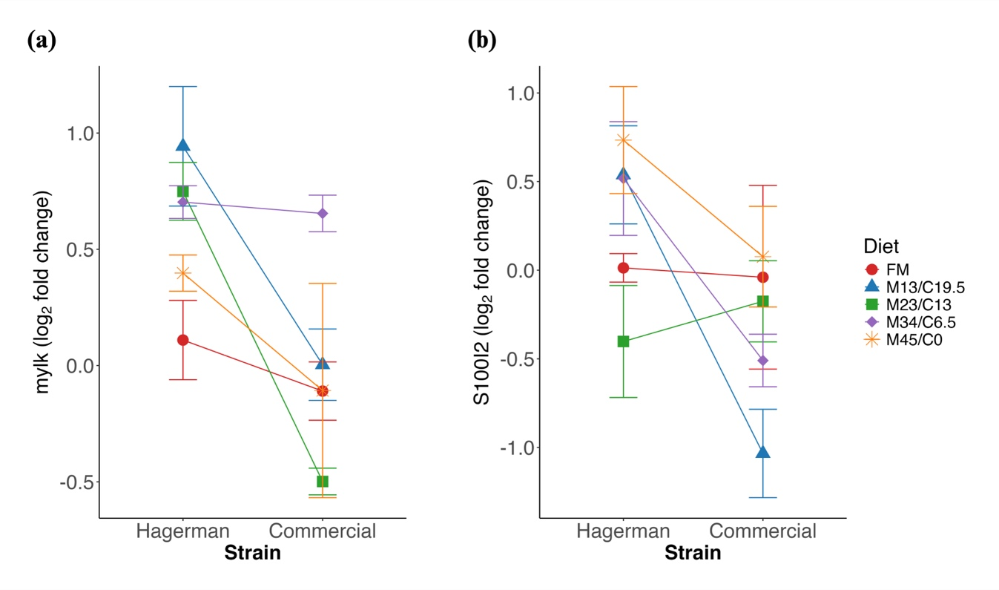 (a)
mylk (log2 fold change)
1.0
0.5
0.0
-0.5
Hagerman Commercial
Strain
(b)
S100I2 (log2 fold change)
1.0
0.5
0.0
-0.5
-1.0
Hagerman Commercial
Strain
Diet
FM
M13/C19.5
M23/C13
M34/C6.5
M45/C0